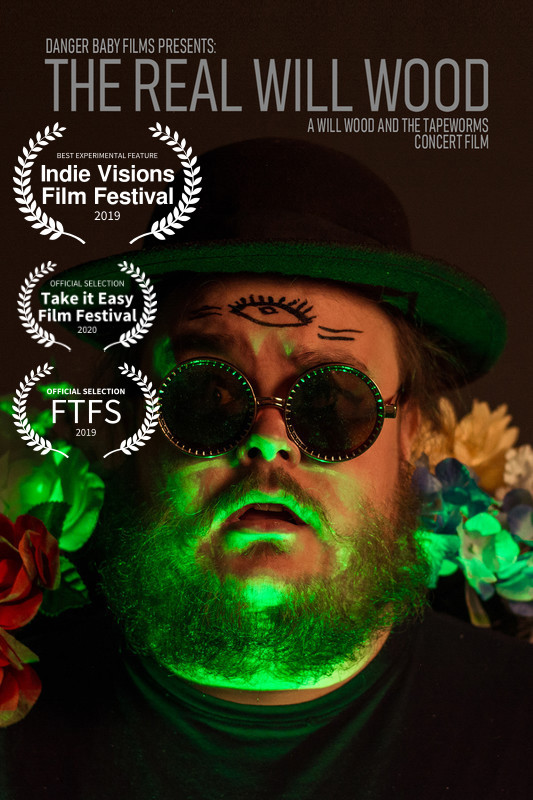 DANGER BABY FILMS PRESENTS:
THE REAL WILL WOOD
A WILL WOOD AND THE TAPEWORMS
CONCERT FILM
BEST EXPERIMENTAL FEATURE
Indie Visions
Film Festival
2019
OFFICIAL SELECTION
Take it Easy
Film Festival
2020
OFFICIAL SELECTION
FTFS
2019